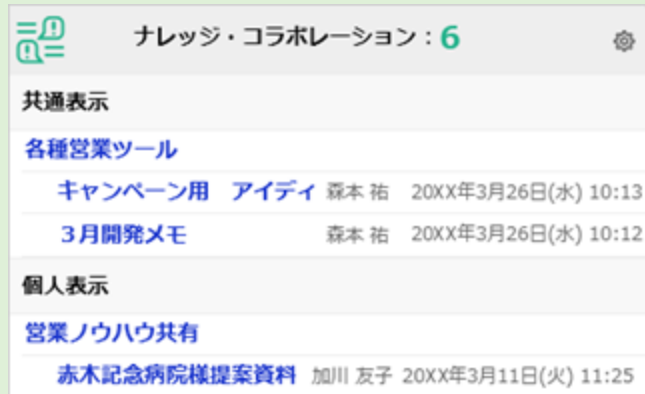 ナレッジ・コラボレーション：6
共通表示
各種営業ツール
キャンペーン用　アイディ 森本 祐 20XX年3月26日(水) 10:13
３月開発メモ 森本 祐 20XX年3月26日(水) 10:12
個人表示
営業ノウハウ共有
赤木記念病院様提案資料 加川 友子 20XX年3月11日(火) 11:25